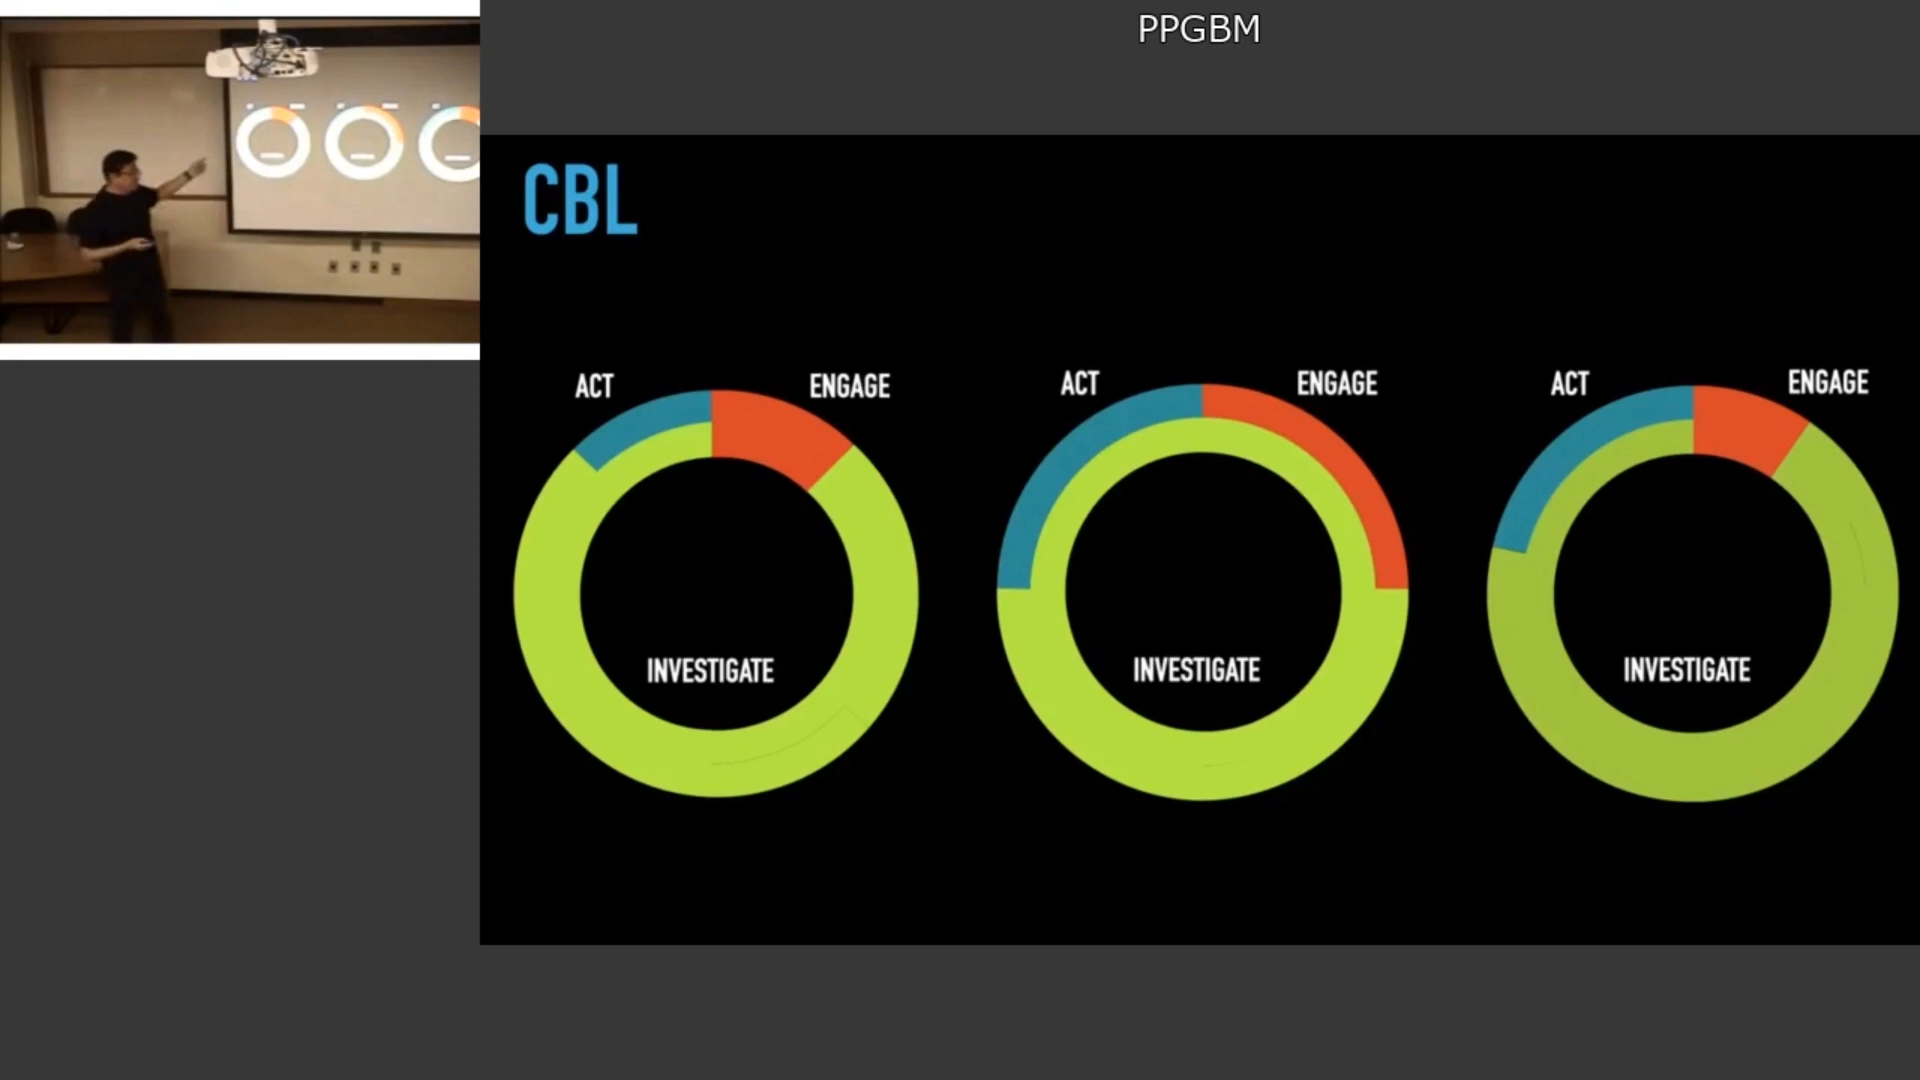 PPGBM
CBL
ACT
ENGAGE
INVESTIGATE
ACT
ENGAGE
INVESTIGATE
ACT
ENGAGE
INVESTIGATE